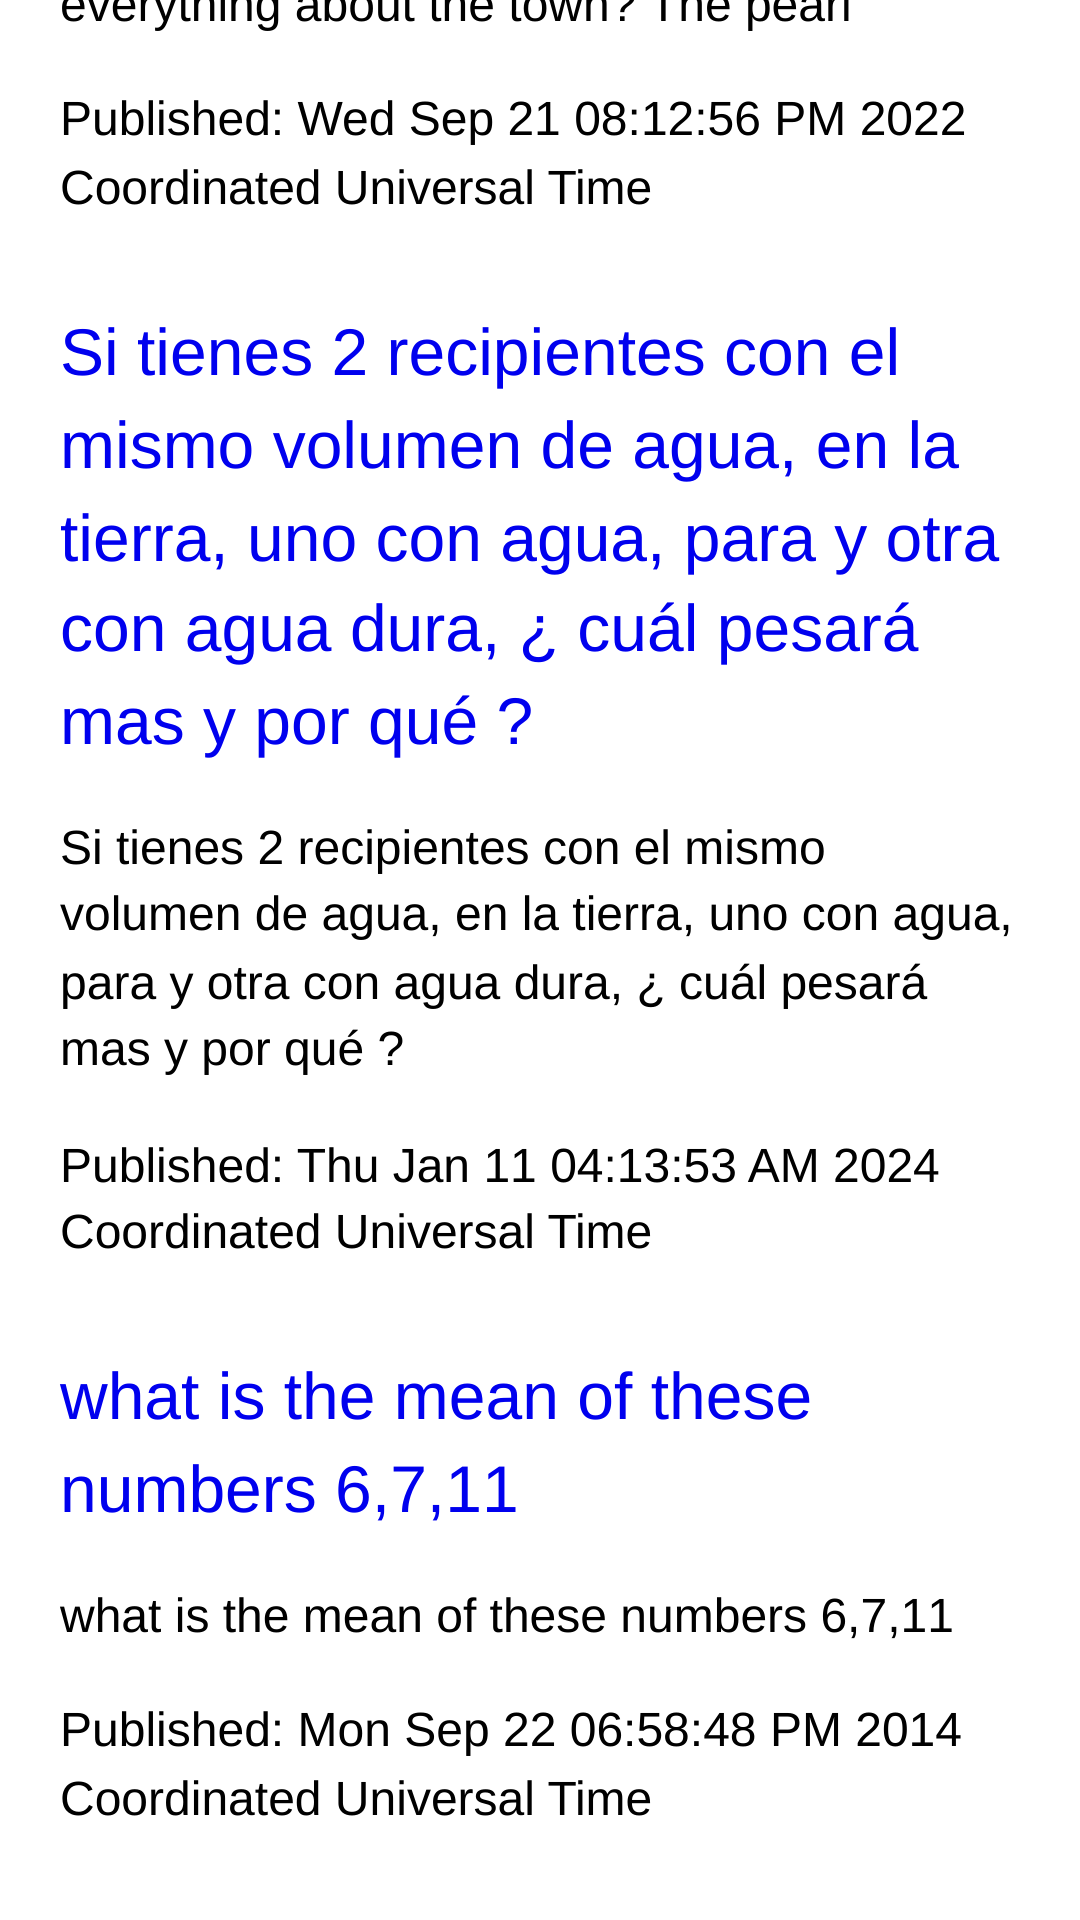 everything about the town? The pearl
Published: Wed Sep 21 08:12:56 PM 2022
Coordinated Universal Time
Si tienes 2 recipientes con el
mismo volumen de agua, en la
tierra, uno con agua, para y otra
con agua dura, ¿ cuál pesará
mas y por qué ?
Si tienes 2 recipientes con el mismo
volumen de agua, en la tierra, uno con agua,
para y otra con agua dura, ¿ cuál pesará
mas y por qué ?
Published: Thu Jan 11 04:13:53 AM 2024
Coordinated Universal Time
what is the mean of these
numbers 6,7,11
what is the mean of these numbers 6,7,11
Published: Mon Sep 22 06:58:48 PM 2014
Coordinated Universal Time